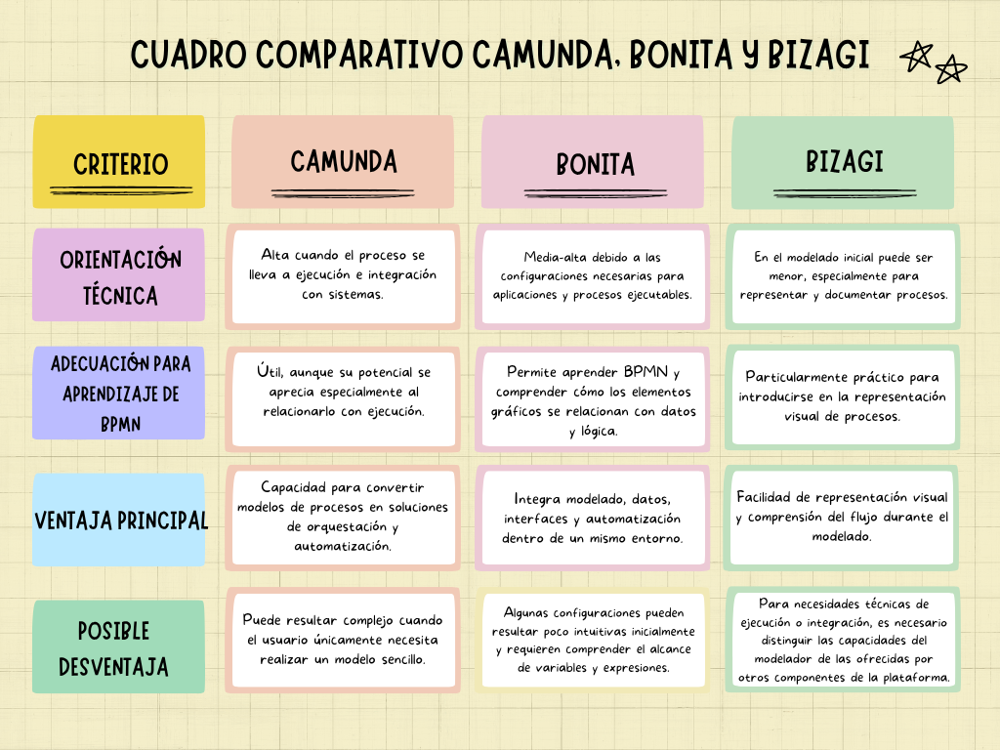 CUADRO COMPARATIVO CAMUNDA, BONITA Y BIZAGI
CRITERIO
CAMUNDA
BONITA
BIZAGI
ORIENTACIÓN
TÉCNICA
Alta cuando el proceso se
lleva a ejecución e integración
con sistemas.
Media-alta debido a las
configuraciones necesarias para
aplicaciones y procesos ejecutables.
En el modelado inicial puede ser
menor, especialmente para
representar y documentar procesos.
ADECUACIÓN PARA
APRENDIZAJE DE
BPMN
Útil, aunque su potencial se
aprecia especialmente al
relacionarlo con ejecución.
Permite aprender BPMN y
comprender cómo los elementos
gráficos se relacionan con datos
y lógica.
Particularmente práctico para
introducirse en la representación
visual de procesos.
VENTAJA PRINCIPAL
Capacidad para convertir
modelos de procesos en soluciones
de orquestación y
automatización.
Integra modelado, datos,
interfaces y automatización
dentro de un mismo entorno.
Facilidad de representación visual
y comprensión del flujo durante el
modelado.
POSIBLE
DESVENTAJA
Puede resultar complejo cuando
el usuario únicamente necesita
realizar un modelo sencillo.
Algunas configuraciones pueden
resultar poco intuitivas inicialmente
y requieren comprender el alcance
de variables y expresiones.
Para necesidades técnicas de
ejecución o integración, es necesario
distinguir las capacidades del
modelador de las ofrecidas por
otros componentes de la plataforma.